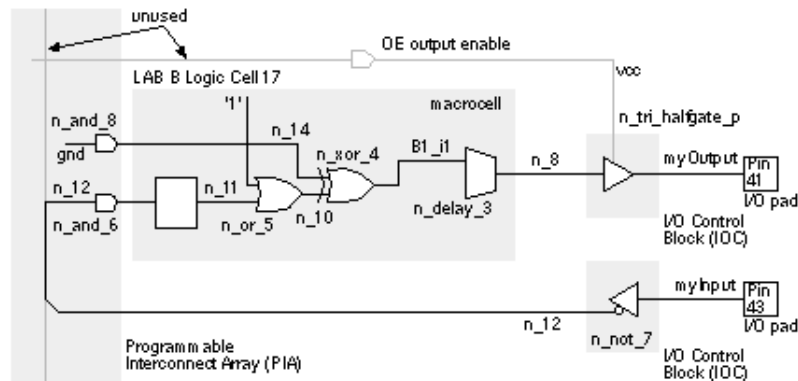 unused
OE output enable
LAB B Logic Cell 17
vcc
'1'
macrocell
n_and_8
n_14
n_tri_halfgate_p
gnd
n_xor_4
B1_i1
n_8
myOutput
Pin
41
n_12
n_11
n_and_6
n_or_5
n_10
n_delay_3
I/O pad
I/O Control
Block (IOC)
myInput
Pin
43
n_12
n_not_7
I/O pad
Programmable
Interconnect Array (PIA)
I/O Control
Block (IOC)